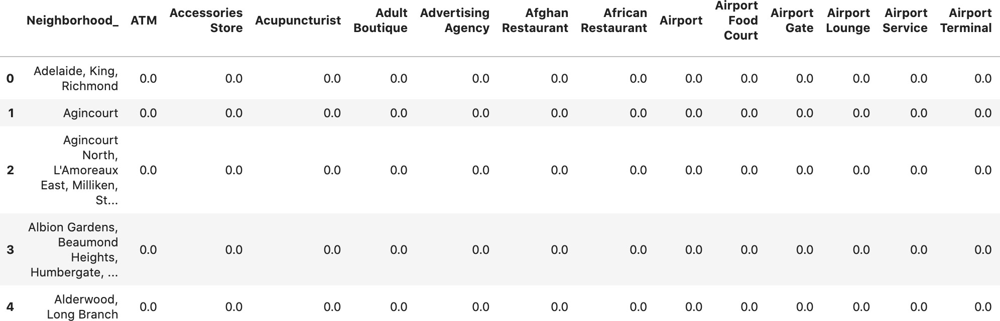 Neighborhood_ ATM Accessories Store Acupuncturist Adult Boutique Advertising Agency Afghan Restaurant African Restaurant Airport Airport Food Court Airport Gate Airport Lounge Airport Service Airport Terminal
0 Adelaide, King, Richmond 0.0 0.0 0.0 0.0 0.0 0.0 0.0 0.0 0.0 0.0 0.0 0.0 0.0
1 Agincourt 0.0 0.0 0.0 0.0 0.0 0.0 0.0 0.0 0.0 0.0 0.0 0.0 0.0
2 Agincourt North, L'Amoreaux East, Milliken, St... 0.0 0.0 0.0 0.0 0.0 0.0 0.0 0.0 0.0 0.0 0.0 0.0 0.0
3 Albion Gardens, Beaumond Heights, Humbergate, ... 0.0 0.0 0.0 0.0 0.0 0.0 0.0 0.0 0.0 0.0 0.0 0.0 0.0
4 Alderwood, Long Branch 0.0 0.0 0.0 0.0 0.0 0.0 0.0 0.0 0.0 0.0 0.0 0.0 0.0